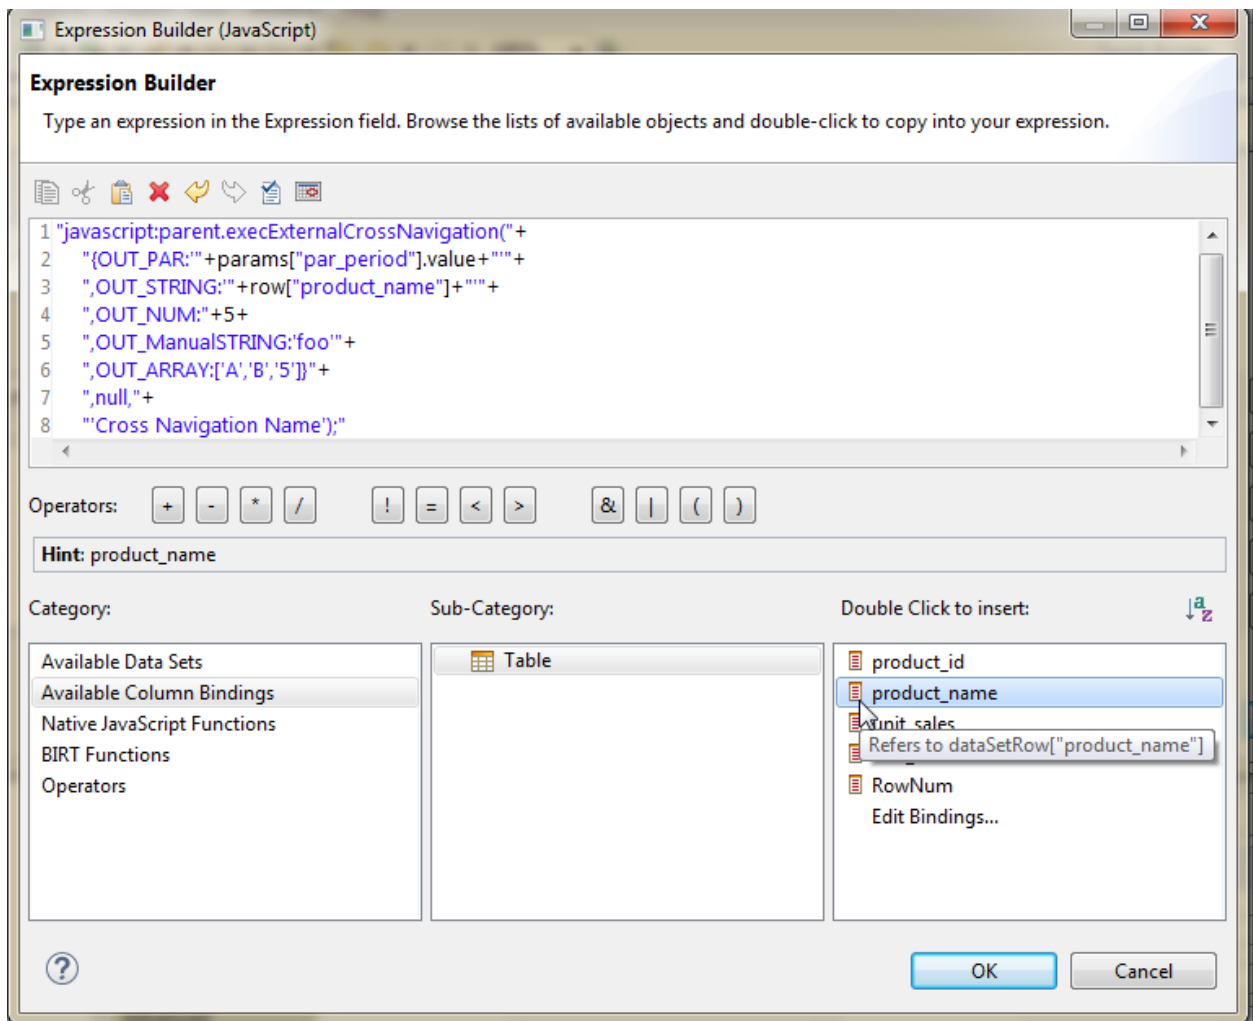 Expression Builder (JavaScript)
Expression Builder
Type an expression in the Expression field. Browse the lists of available objects and double-click to copy into your expression.
1 "javascript:parent.execExternalCrossNavigation("+
2 "{OUT_PAR:'"+params["par_period"].value+"'"+
3 ",OUT_STRING:'"+row["product_name"]+"'"+
4 ",OUT_NUM:"+5+
5 ",OUT_ManualSTRING:'foo'"+
6 ",OUT_ARRAY:['A','B','5']}"+
7 ",null,"+
8 "'Cross Navigation Name');"
Operators: + - * / ! = < > & | ( )
Hint: product_name
Category: Sub-Category: Double Click to insert:
Available Data Sets Table product_id
Available Column Bindings product_name
Native JavaScript Functions unit_sales
BIRT Functions Refers to dataSetRow["product_name"]
Operators RowNum
Edit Bindings...
OK Cancel